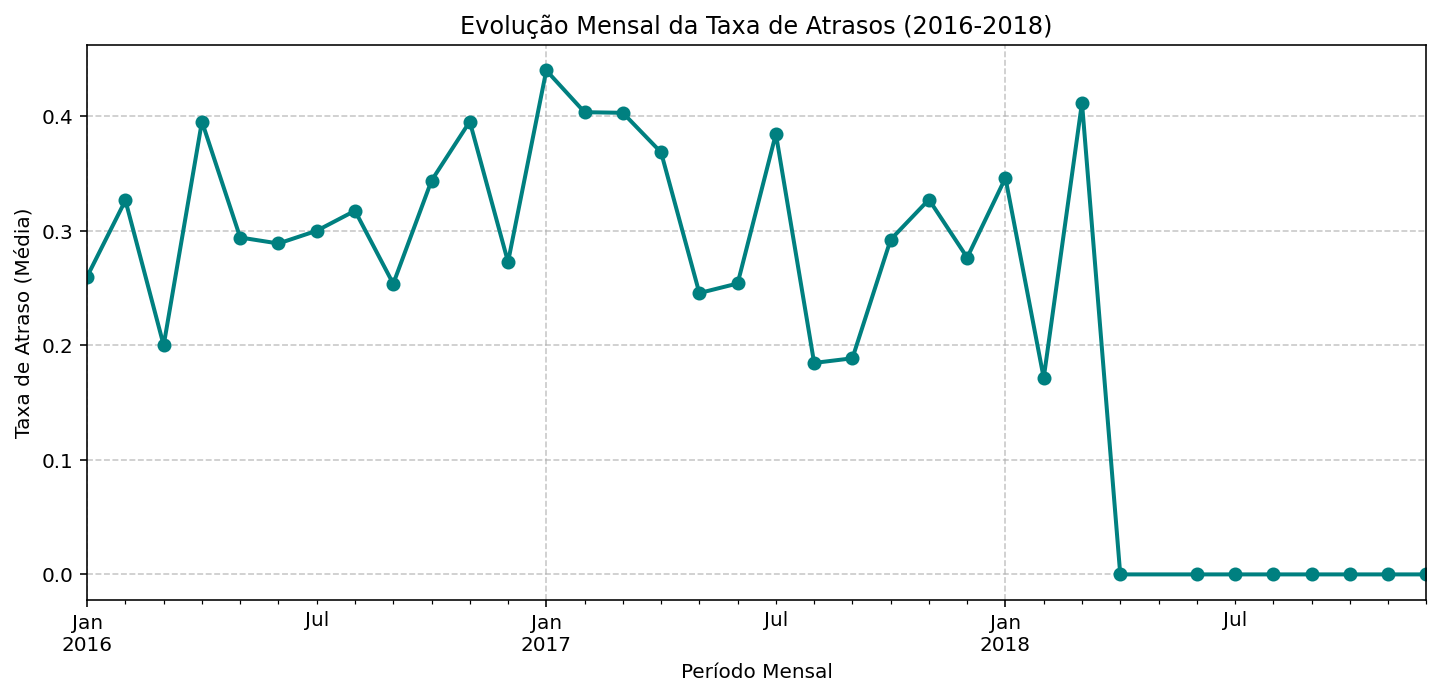 Evolução Mensal da Taxa de Atrasos (2016-2018)
Taxa de Atraso (Média)
0.4
0.3
0.2
0.1
0.0
Jan Jul Jan Jul Jan Jul
2016 2017 2018
Período Mensal